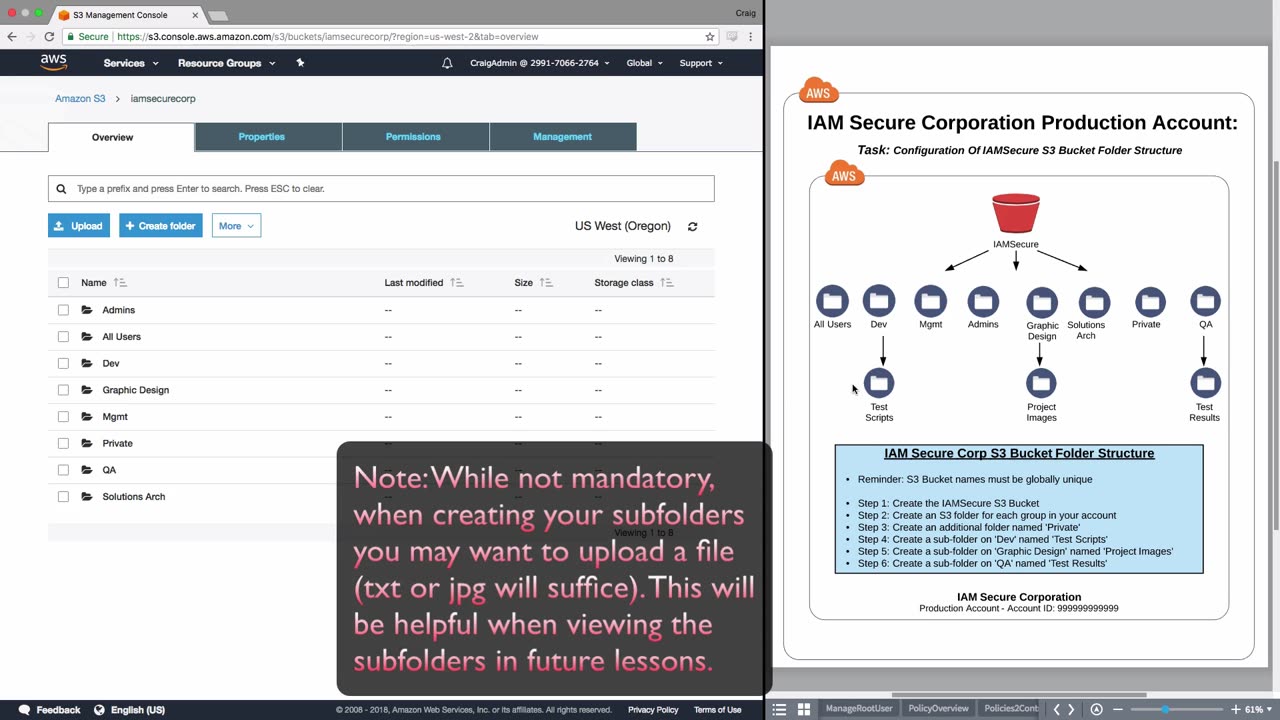 S3 Management Console
Craig
Secure https://s3.console.aws.amazon.com/s3/buckets/iamsecurecorp/?region=us-west-2&tab=overview
aws Services Resource Groups CraigAdmin @ 2991-7066-2764 Global Support
Amazon S3 > iamsecurecorp
Overview Properties Permissions Management
Type a prefix and press Enter to search. Press ESC to clear.
Upload + Create folder More US West (Oregon)
Viewing 1 to 8
Name Last modified Size Storage class
Admins -- -- --
All Users -- -- --
Dev -- -- --
Graphic Design -- -- --
Mgmt -- -- --
Private -- -- --
QA
Solutions Arch
Viewing 1 to 8
Note: While not mandatory,
when creating your subfolders
you may want to upload a file
(txt or jpg will suffice). This will
be helpful when viewing the
subfolders in future lessons.
Feedback English (US) © 2008 - 2018, Amazon Web Services, Inc. or its affiliates. All rights reserved. Privacy Policy Terms of Use
AWS
IAM Secure Corporation Production Account:
Task: Configuration Of IAMSecure S3 Bucket Folder Structure
AWS
IAMSecure
All Users Dev Mgmt Admins Graphic Solutions Private QA
Design Arch
Test Project Test
Scripts Images Results
IAM Secure Corp S3 Bucket Folder Structure
• Reminder: S3 Bucket names must be globally unique
• Step 1: Create the IAMSecure S3 Bucket
• Step 2: Create an S3 folder for each group in your account
• Step 3: Create an additional folder named 'Private'
• Step 4: Create a sub-folder on 'Dev' named 'Test Scripts'
• Step 5: Create a sub-folder on 'Graphic Design' named 'Project Images'
• Step 6: Create a sub-folder on 'QA' named 'Test Results'
IAM Secure Corporation
Production Account - Account ID: 999999999999
ManageRootUser PolicyOverview Policies2Cont 61%